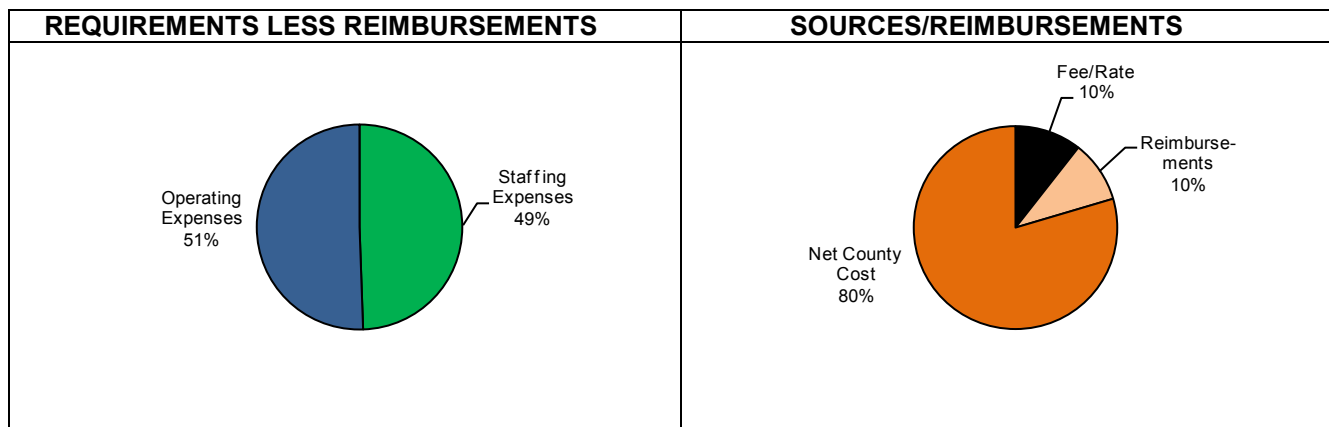 REQUIREMENTS LESS REIMBURSEMENTS
Operating
Expenses
51%
Staffing
Expenses
49%
SOURCES/REIMBURSEMENTS
Fee/Rate
10%
Reimburse-
ments
10%
Net County
Cost
80%